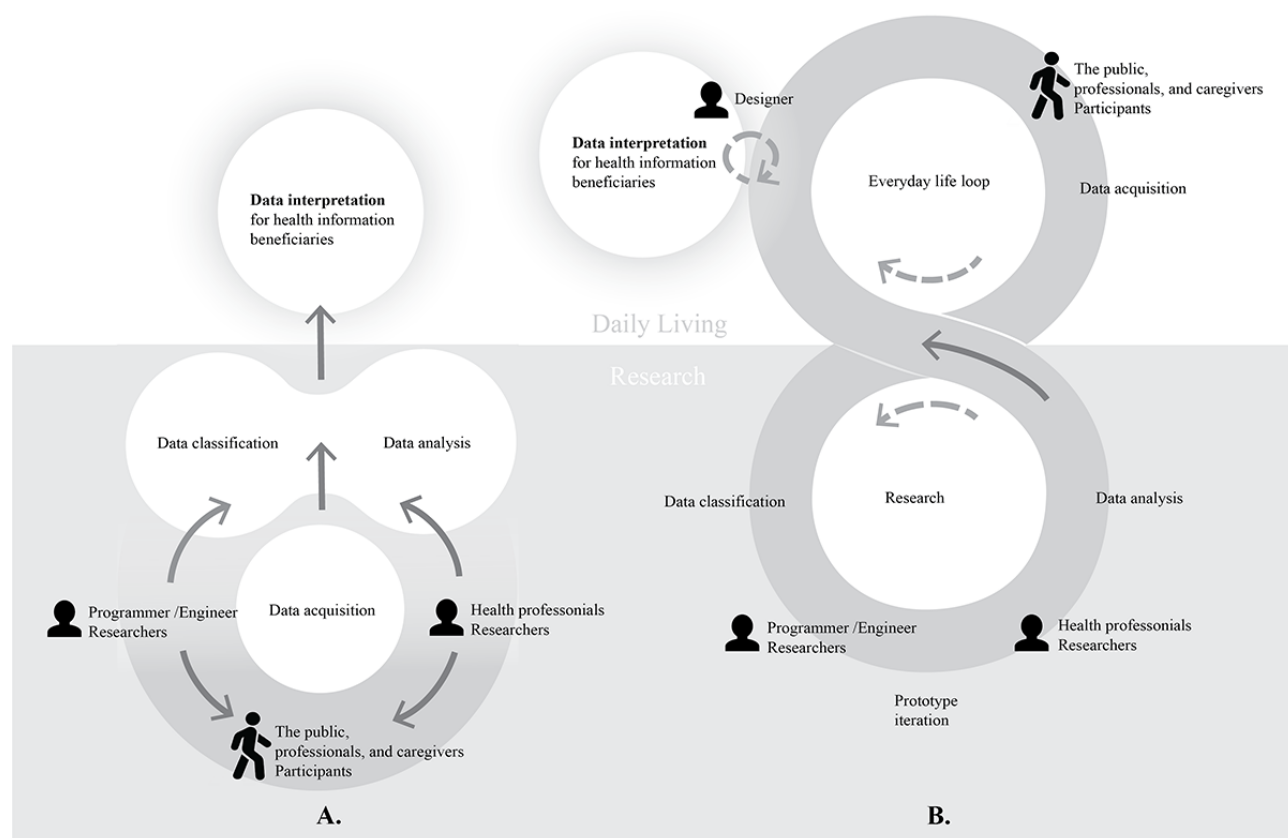 Data interpretation
for health information
beneficiaries
Data classification
Data analysis
Programmer /Engineer
Researchers
Data acquisition
Health professonials
Researchers
The public,
professionals, and caregivers
Participants
A.
Designer
Data interpretation
for health information
beneficiaries
The public,
professionals, and caregivers
Participants
Everyday life loop
Data acquisition
Daily Living
Research
Data classification
Research
Data analysis
Programmer /Engineer
Researchers
Health professonials
Researchers
Prototype
iteration
B.